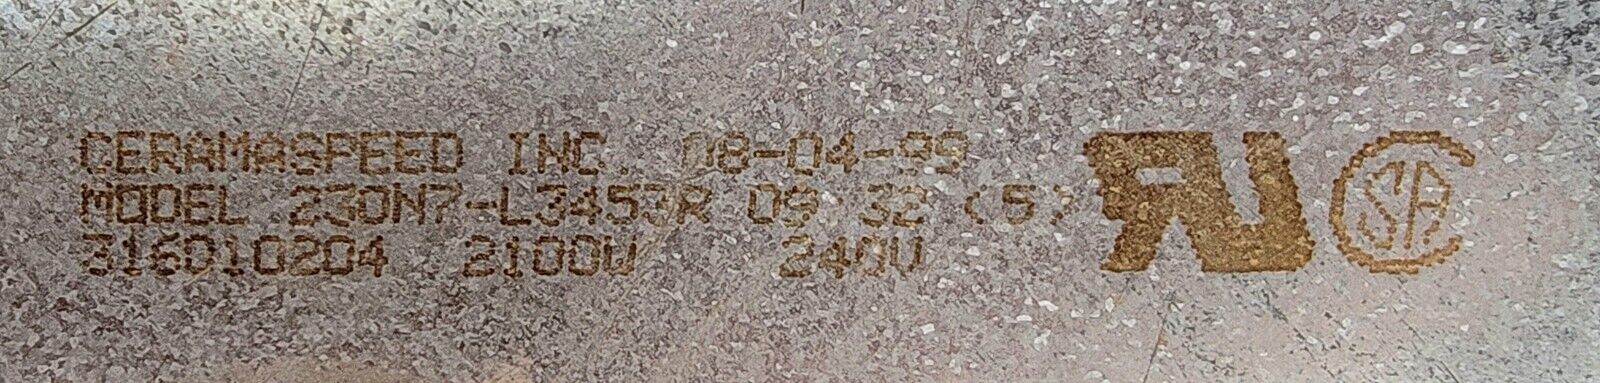 CERAMASPEED INC. 08-04-99
MODEL 230N7-L3453R 09 32 (5)
316010204 2100W 240V